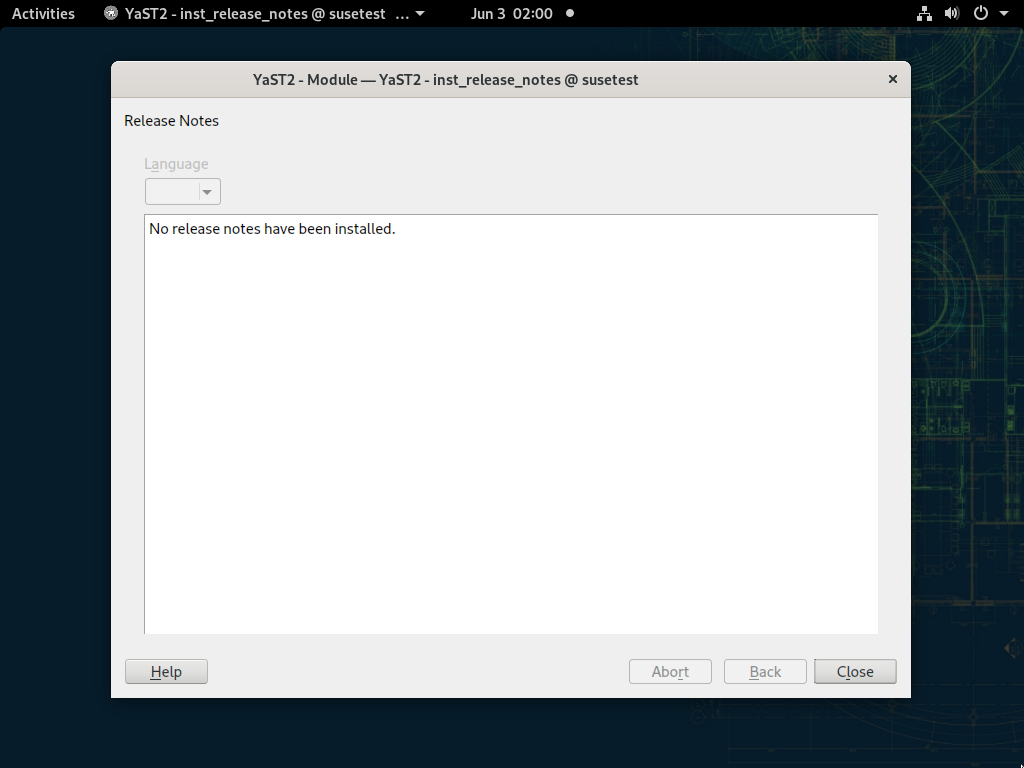 Activities YaST2 - inst_release_notes @ susetest ... Jun 3 02:00
YaST2 - Module — YaST2 - inst_release_notes @ susetest
Release Notes
Language
No release notes have been installed.
Help Abort Back Close